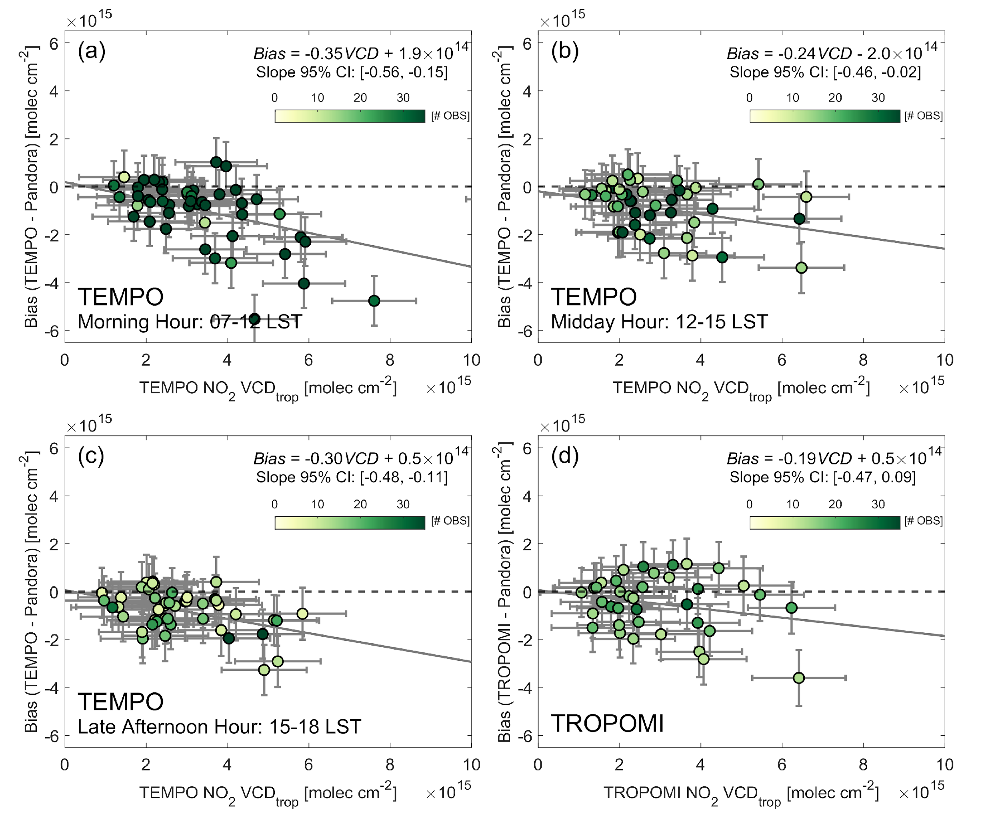 ×10^15
(a)
Bias = -0.35VCD + 1.9×10^14
Slope 95% CI: [-0.56, -0.15]
0 10 20 30
[# OBS]
6
4
2
0
-2
-4
-6
Bias (TEMPO - Pandora) [molec cm^-2]
TEMPO
Morning Hour: 07-12 LST
0 2 4 6 8 10
TEMPO NO_2 VCD_trop [molec cm^-2] ×10^15
×10^15
(b)
Bias = -0.24VCD - 2.0×10^14
Slope 95% CI: [-0.46, -0.02]
0 10 20 30
[# OBS]
6
4
2
0
-2
-4
-6
Bias (TEMPO - Pandora) [molec cm^-2]
TEMPO
Midday Hour: 12-15 LST
0 2 4 6 8 10
TEMPO NO_2 VCD_trop [molec cm^-2] ×10^15
×10^15
(c)
Bias = -0.30VCD + 0.5×10^14
Slope 95% CI: [-0.48, -0.11]
0 10 20 30
[# OBS]
6
4
2
0
-2
-4
-6
Bias (TEMPO - Pandora) [molec cm^-2]
TEMPO
Late Afternoon Hour: 15-18 LST
0 2 4 6 8 10
TEMPO NO_2 VCD_trop [molec cm^-2] ×10^15
×10^15
(d)
Bias = -0.19VCD + 0.5×10^14
Slope 95% CI: [-0.47, 0.09]
0 10 20 30
[# OBS]
6
4
2
0
-2
-4
-6
Bias (TROPOMI - Pandora) [molec cm^-2]
TROPOMI
0 2 4 6 8 10
TROPOMI NO_2 VCD_trop [molec cm^-2] ×10^15